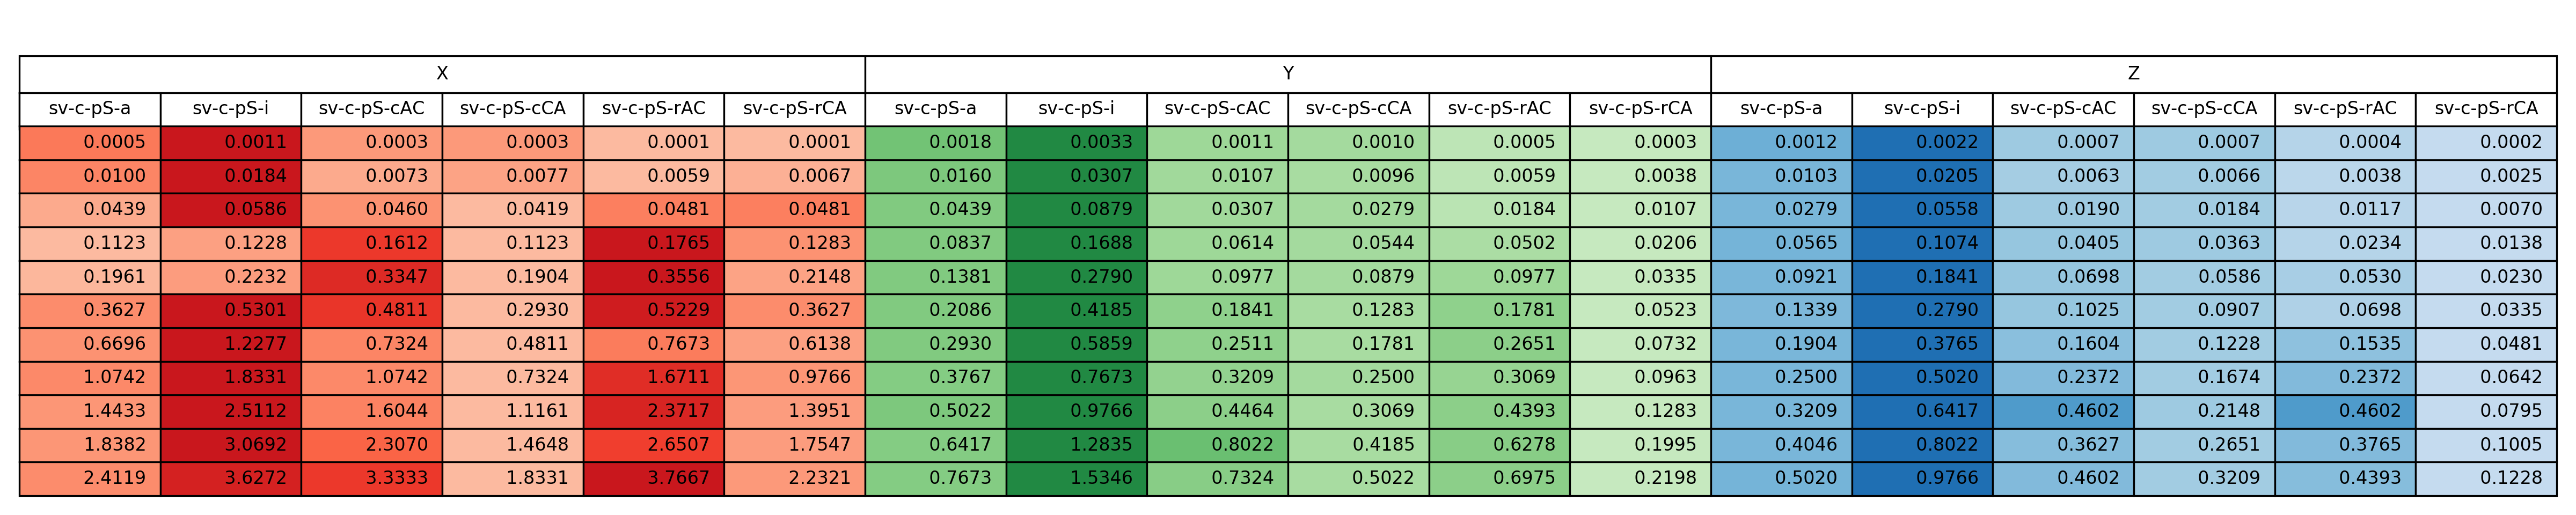 X Y Z
sv-c-pS-a sv-c-pS-i sv-c-pS-cAC sv-c-pS-cCA sv-c-pS-rAC sv-c-pS-rCA sv-c-pS-a sv-c-pS-i sv-c-pS-cAC sv-c-pS-cCA sv-c-pS-rAC sv-c-pS-rCA sv-c-pS-a sv-c-pS-i sv-c-pS-cAC sv-c-pS-cCA sv-c-pS-rAC sv-c-pS-rCA
0.0005 0.0011 0.0003 0.0003 0.0001 0.0001 0.0018 0.0033 0.0011 0.0010 0.0005 0.0003 0.0012 0.0022 0.0007 0.0007 0.0004 0.0002
0.0100 0.0184 0.0073 0.0077 0.0059 0.0067 0.0160 0.0307 0.0107 0.0096 0.0059 0.0038 0.0103 0.0205 0.0063 0.0066 0.0038 0.0025
0.0439 0.0586 0.0460 0.0419 0.0481 0.0481 0.0439 0.0879 0.0307 0.0279 0.0184 0.0107 0.0279 0.0558 0.0190 0.0184 0.0117 0.0070
0.1123 0.1228 0.1612 0.1123 0.1765 0.1283 0.0837 0.1688 0.0614 0.0544 0.0502 0.0206 0.0565 0.1074 0.0405 0.0363 0.0234 0.0138
0.1961 0.2232 0.3347 0.1904 0.3556 0.2148 0.1381 0.2790 0.0977 0.0879 0.0977 0.0335 0.0921 0.1841 0.0698 0.0586 0.0530 0.0230
0.3627 0.5301 0.4811 0.2930 0.5229 0.3627 0.2086 0.4185 0.1841 0.1283 0.1781 0.0523 0.1339 0.2790 0.1025 0.0907 0.0698 0.0335
0.6696 1.2277 0.7324 0.4811 0.7673 0.6138 0.2930 0.5859 0.2511 0.1781 0.2651 0.0732 0.1904 0.3765 0.1604 0.1228 0.1535 0.0481
1.0742 1.8331 1.0742 0.7324 1.6711 0.9766 0.3767 0.7673 0.3209 0.2500 0.3069 0.0963 0.2500 0.5020 0.2372 0.1674 0.2372 0.0642
1.4433 2.5112 1.6044 1.1161 2.3717 1.3951 0.5022 0.9766 0.4464 0.3069 0.4393 0.1283 0.3209 0.6417 0.4602 0.2148 0.4602 0.0795
1.8382 3.0692 2.3070 1.4648 2.6507 1.7547 0.6417 1.2835 0.8022 0.4185 0.6278 0.1995 0.4046 0.8022 0.3627 0.2651 0.3765 0.1005
2.4119 3.6272 3.3333 1.8331 3.7667 2.2321 0.7673 1.5346 0.7324 0.5022 0.6975 0.2198 0.5020 0.9766 0.4602 0.3209 0.4393 0.1228